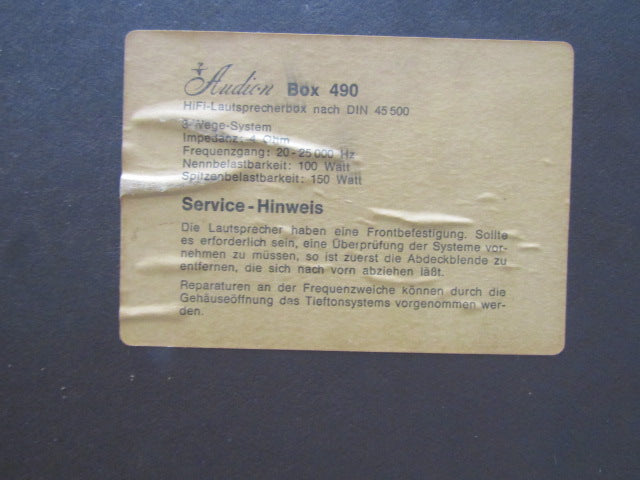 Audion Box 490
HiFi-Lautsprecherbox nach DIN 45 500
3-Wege-System
Impedanz: 4 Ohm
Frequenzgang: 20-25 000 Hz
Nennbelastbarkeit: 100 Watt
Spitzenbelastbarkeit: 150 Watt
Service-Hinweis
Die Lautsprecher haben eine Frontbefestigung. Sollte
es erforderlich sein, eine Überprüfung der Systeme vor-
nehmen zu müssen, so ist zuerst die Abdeckblende zu
entfernen, die sich nach vorn abziehen läßt.
Reparaturen an der Frequenzweiche können durch die
Gehäuseöffnung das Tieftonsystems vorgenommen wer-
den.